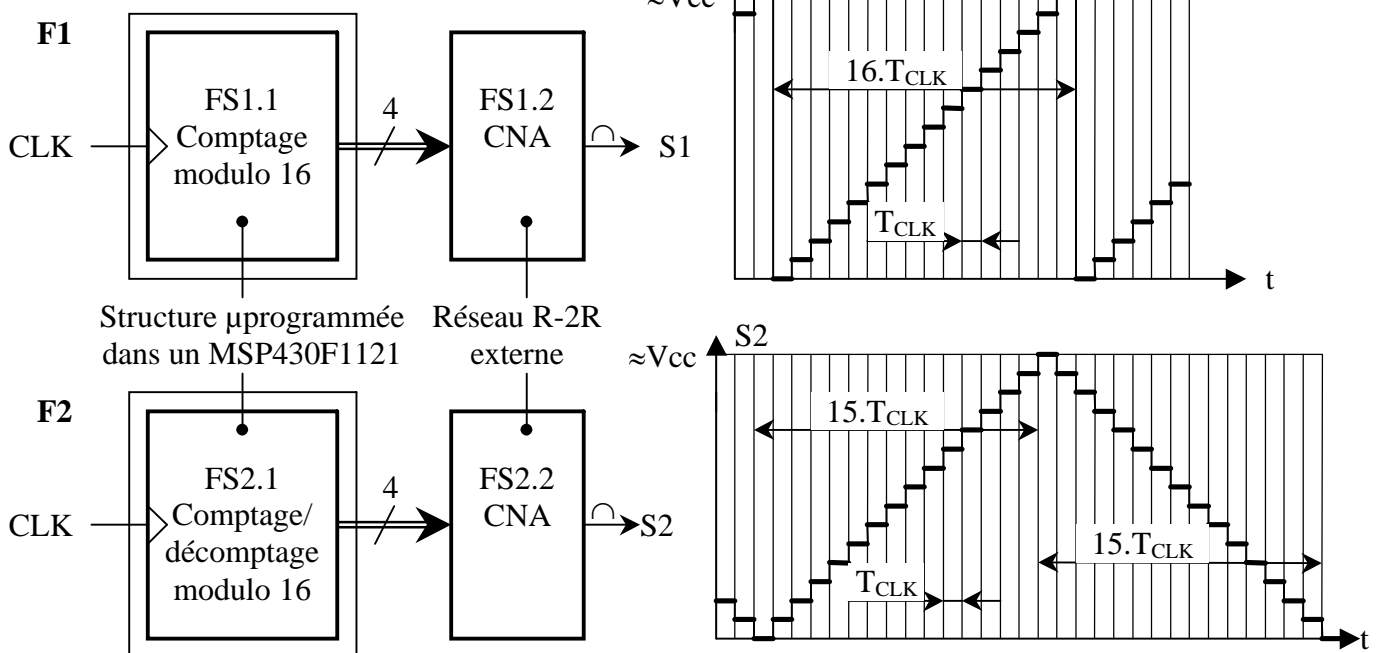 ≈Vcc
F1
CLK
FS1.1
Comptage
modulo 16
4
FS1.2
CNA
S1
16.TCLK
TCLK
t
Structure µprogrammée
dans un MSP430F1121
Réseau R-2R
externe
F2
CLK
FS2.1
Comptage/
décomptage
modulo 16
4
FS2.2
CNA
S2
≈Vcc
S2
15.TCLK
TCLK
15.TCLK
t